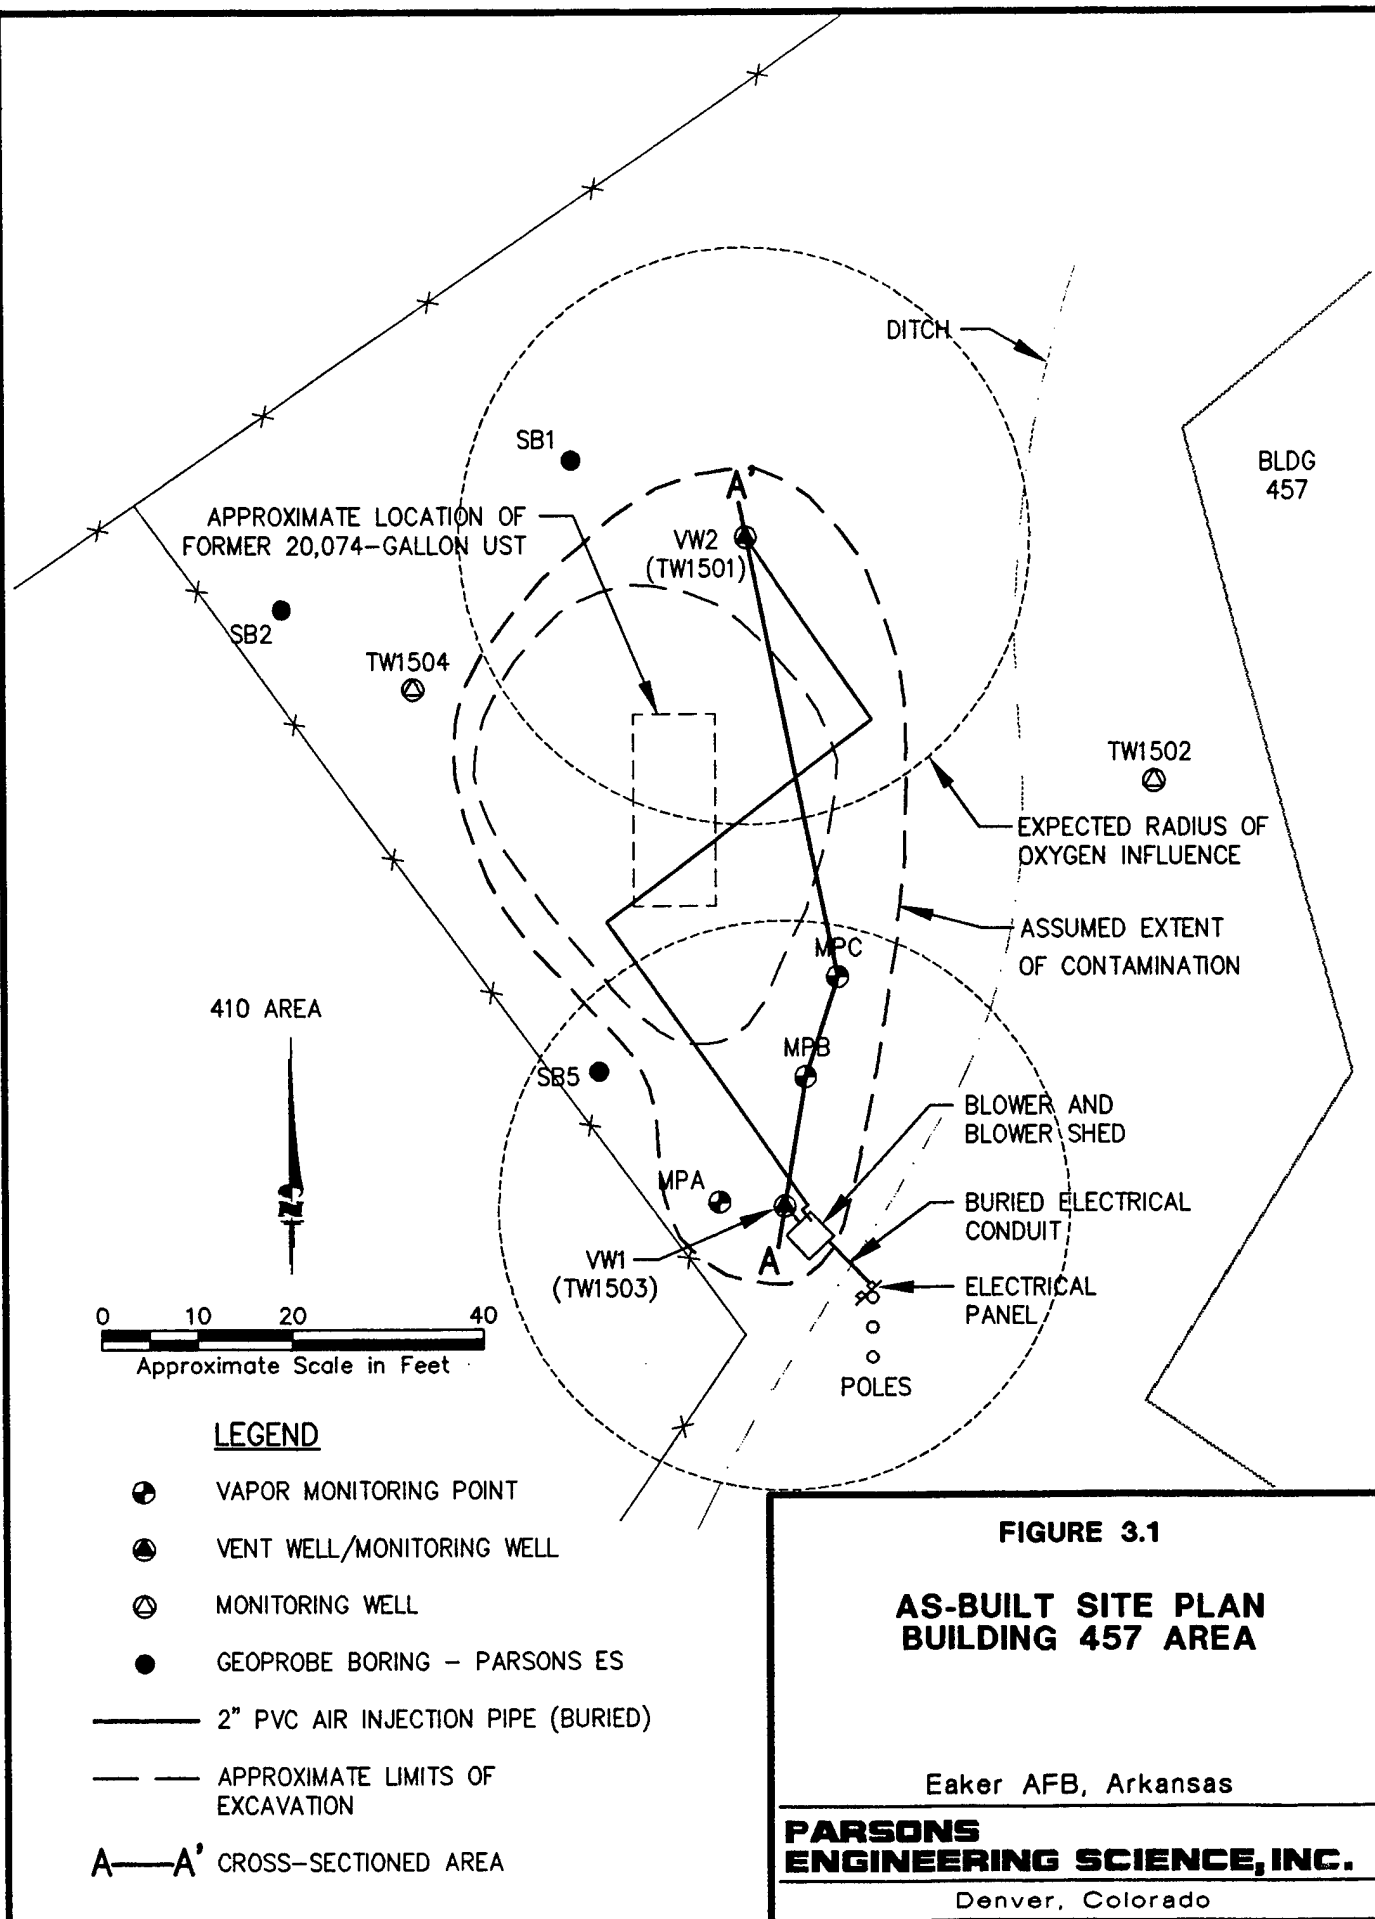 DITCH
SB1
BLDG
457
A'
APPROXIMATE LOCATION OF
FORMER 20,074-GALLON UST
VW2
(TW1501)
SB2
TW1504
TW1502
EXPECTED RADIUS OF
OXYGEN INFLUENCE
ASSUMED EXTENT
OF CONTAMINATION
MPC
410 AREA
MPB
SB5
BLOWER AND
BLOWER SHED
MPA
BURIED ELECTRICAL
CONDUIT
N
VW1
(TW1503)
A
ELECTRICAL
PANEL
0 10 20 40
Approximate Scale in Feet
POLES
LEGEND
VAPOR MONITORING POINT
VENT WELL/MONITORING WELL
MONITORING WELL
GEOPROBE BORING – PARSONS ES
2" PVC AIR INJECTION PIPE (BURIED)
APPROXIMATE LIMITS OF
EXCAVATION
A A' CROSS-SECTIONED AREA
FIGURE 3.1
AS-BUILT SITE PLAN
BUILDING 457 AREA
Eaker AFB, Arkansas
PARSONS
ENGINEERING SCIENCE, INC.
Denver, Colorado